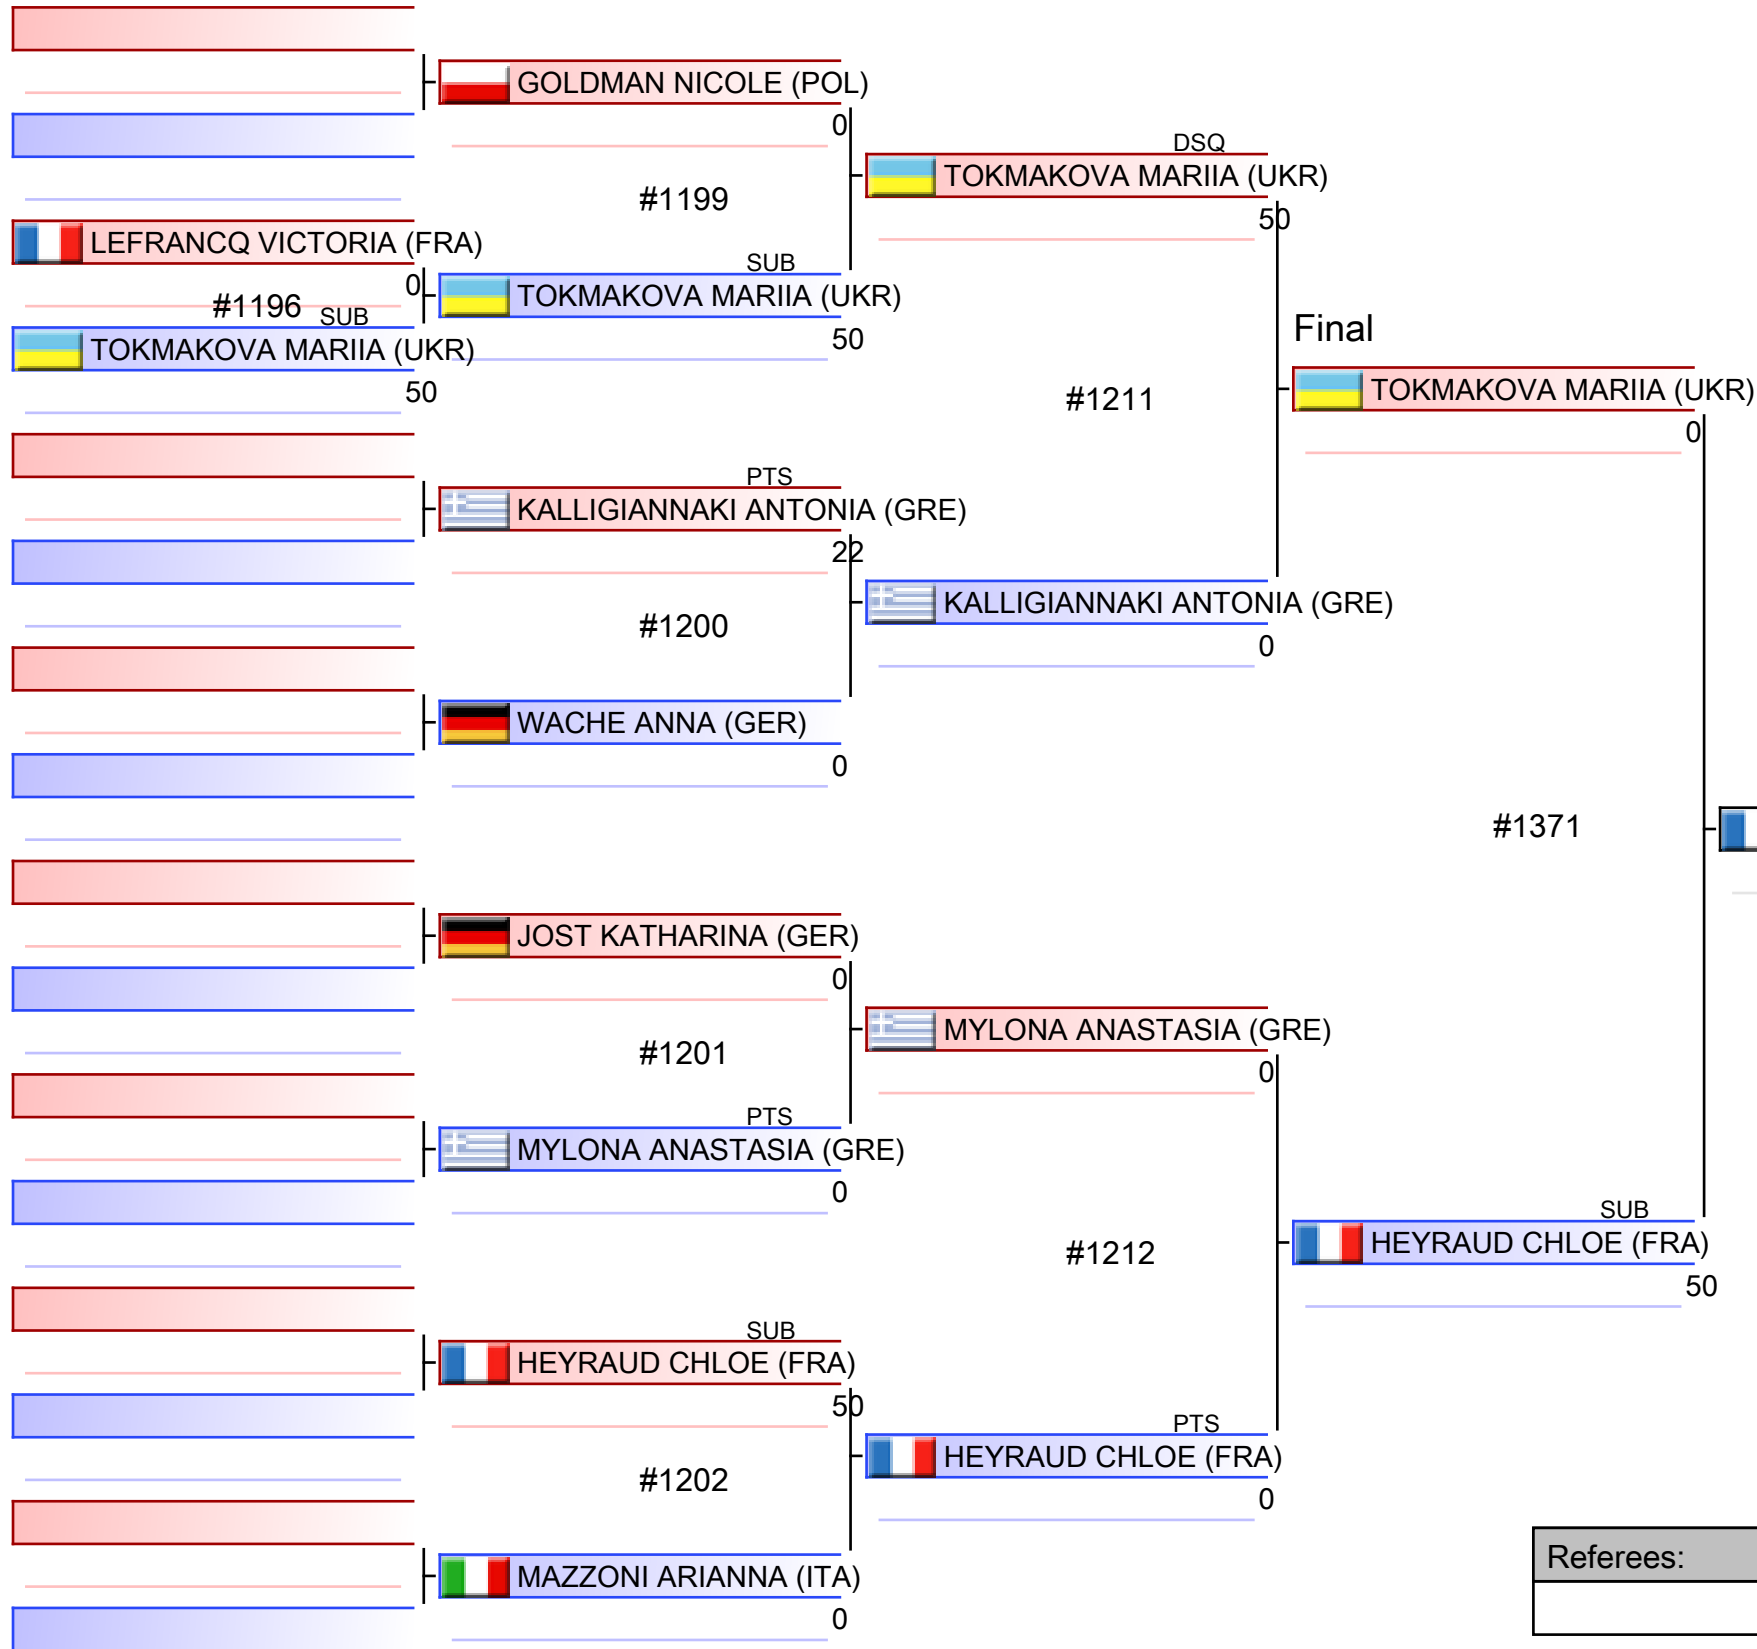 GOLDMAN NICOLE (POL)
0
#1199
LEFRANCQ VICTORIA (FRA)
0
#1196
SUB
TOKMAKOVA MARIIA (UKR)
50
SUB
TOKMAKOVA MARIIA (UKR)
50
DSQ
TOKMAKOVA MARIIA (UKR)
50
#1211
PTS
KALLIGIANNAKI ANTONIA (GRE)
22
#1200
WACHE ANNA (GER)
0
KALLIGIANNAKI ANTONIA (GRE)
0
Final
TOKMAKOVA MARIIA (UKR)
0
#1371
JOST KATHARINA (GER)
0
#1201
PTS
MYLONA ANASTASIA (GRE)
0
MYLONA ANASTASIA (GRE)
0
#1212
SUB
HEYRAUD CHLOE (FRA)
50
SUB
HEYRAUD CHLOE (FRA)
50
#1202
MAZZONI ARIANNA (ITA)
0
PTS
HEYRAUD CHLOE (FRA)
0
Referees: